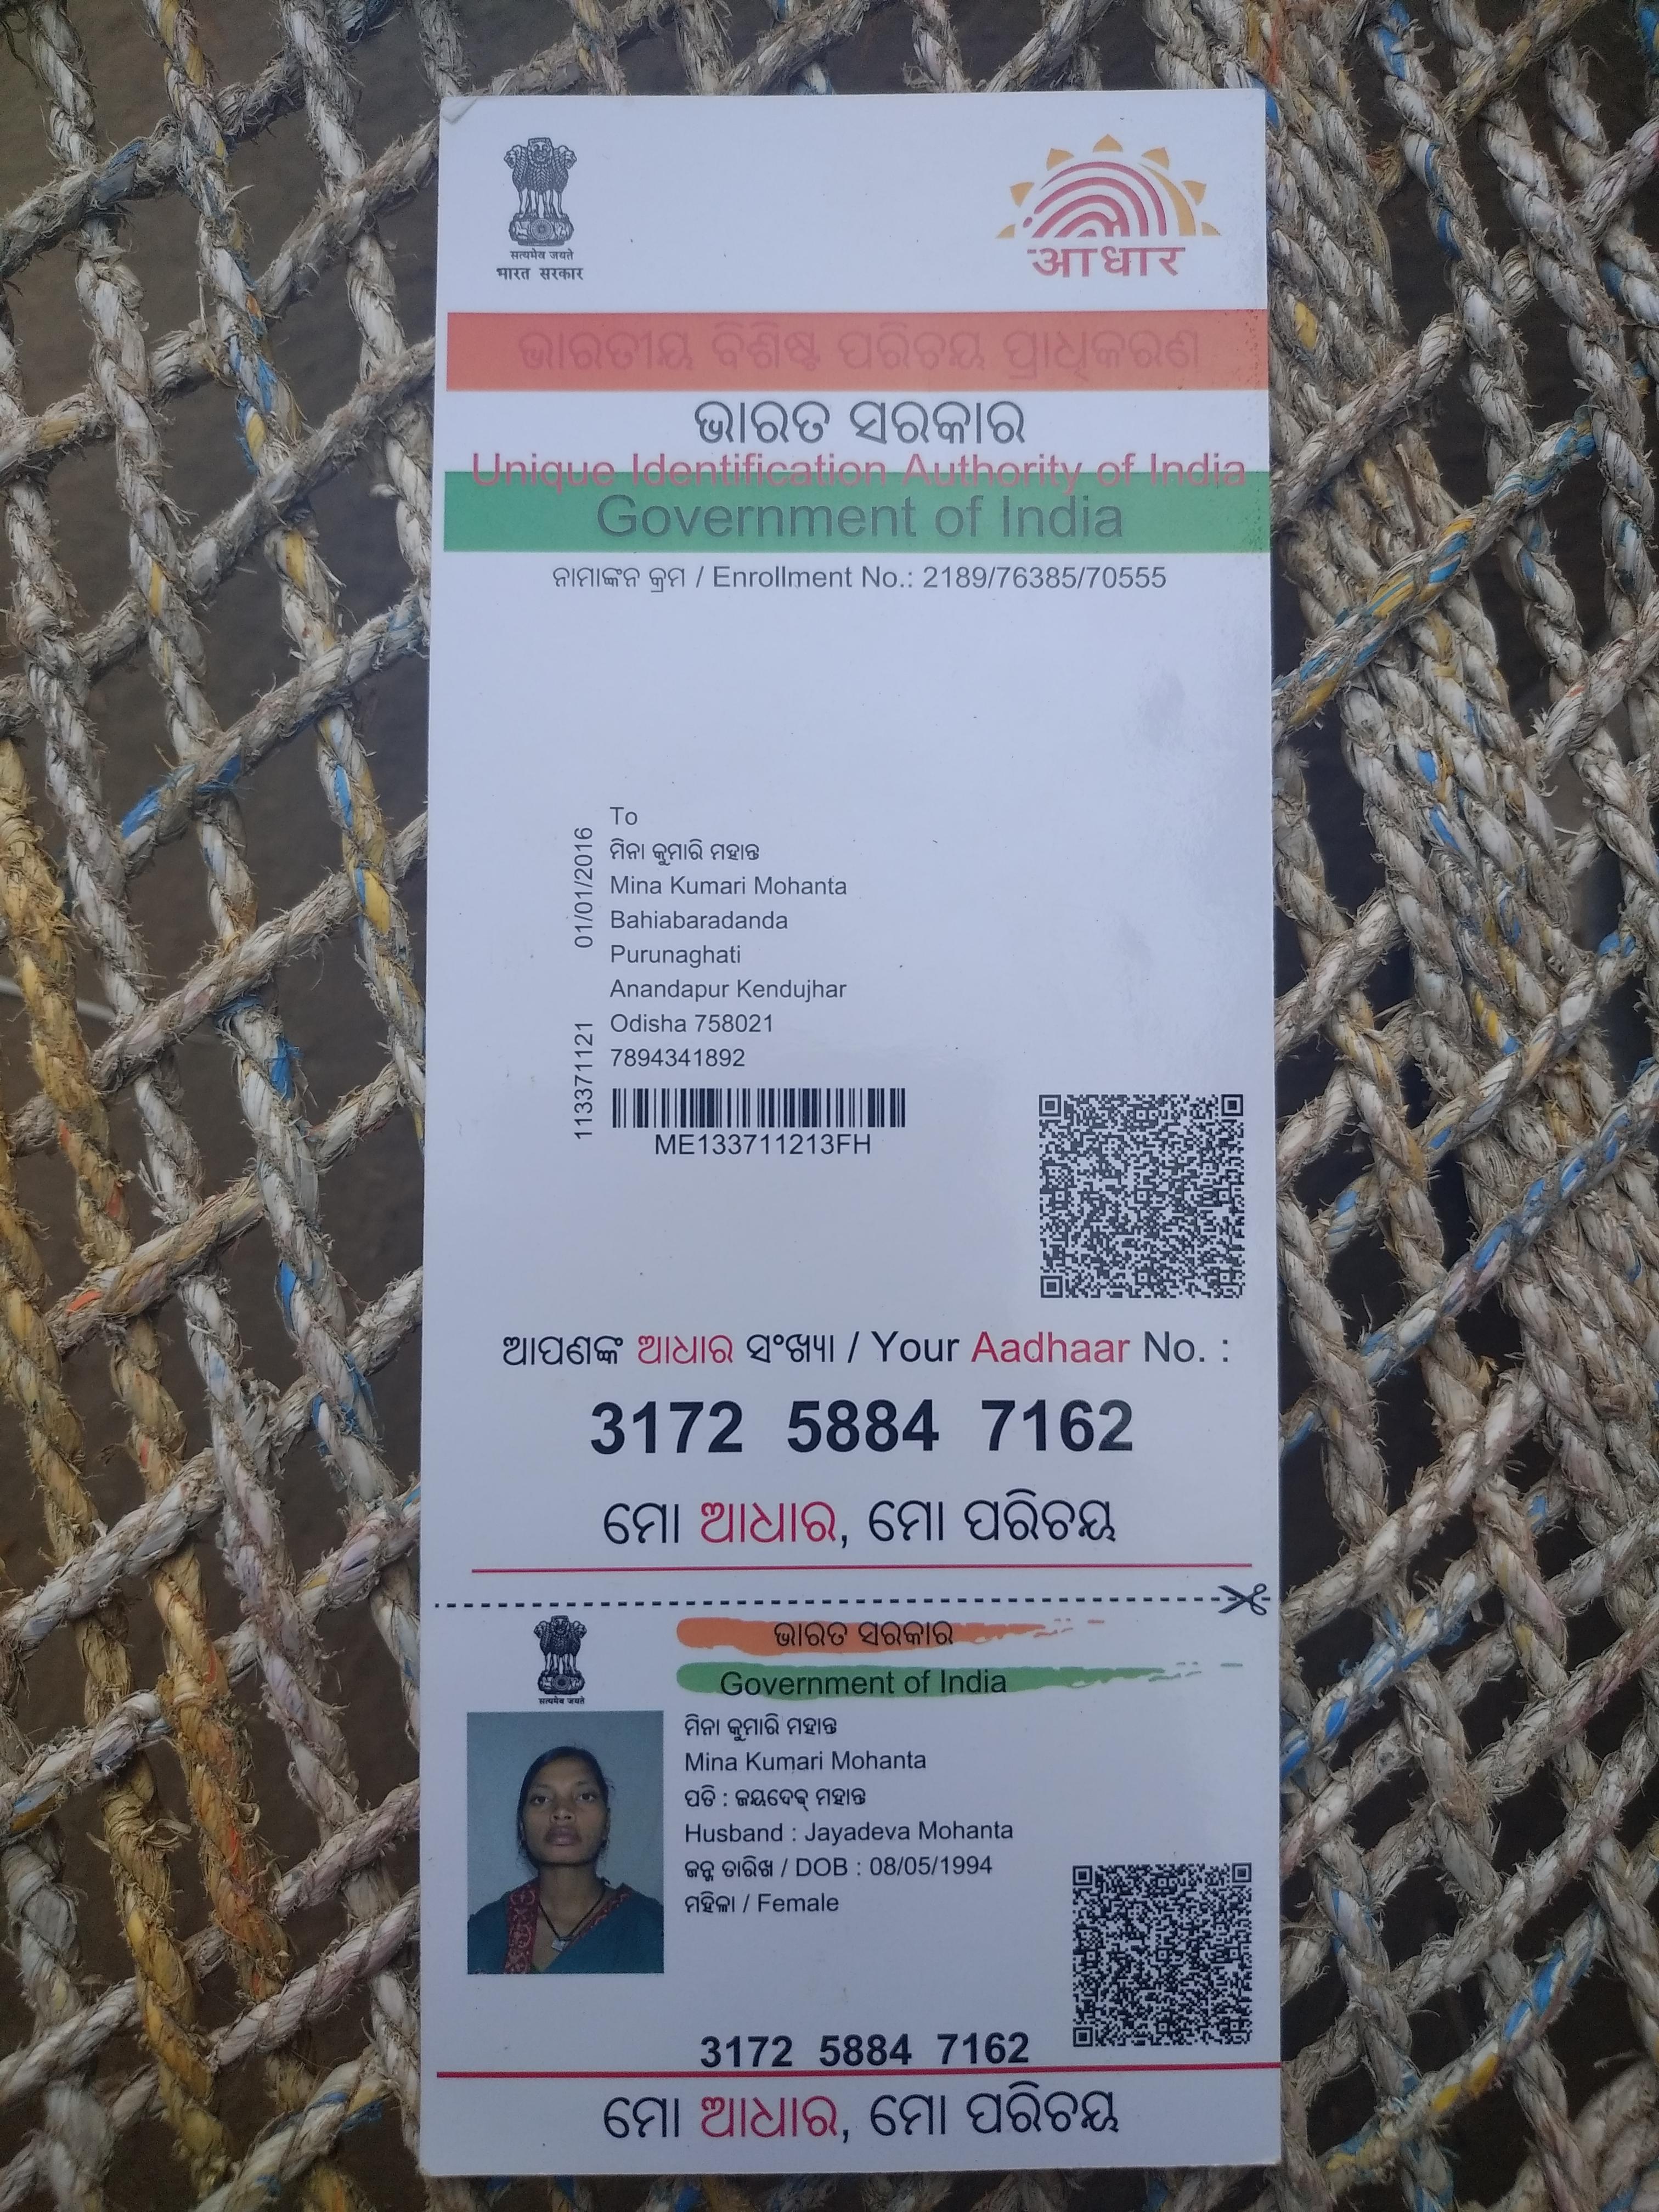 सत्यमेव जयते
भारत सरकार
आधार
ଭାରତୀୟ ବିଶିଷ୍ଟ ପରିଚୟ ପ୍ରାଧିକରଣ
ଭାରତ ସରକାର
Unique Identification Authority of India
Government of India
ନାମାଙ୍କନ କ୍ରମ / Enrollment No.: 2189/76385/70555
To
ମିନା କୁମାରି ମହାନ୍ତ
Mina Kumari Mohanta
Bahiabaradanda
Purunaghati
Anandapur Kendujhar
Odisha 758021
7894341892
113371121 01/01/2016
ME133711213FH
ଆପଣଙ୍କ ଆଧାର ସଂଖ୍ୟା / Your Aadhaar No. :
3172 5884 7162
ମୋ ଆଧାର, ମୋ ପରିଚୟ
सत्यमेव जयते
ଭାରତ ସରକାର
Government of India
ମିନା କୁମାରି ମହାନ୍ତ
Mina Kumari Mohanta
ପତି : ଜୟଦେଵ୍ ମହାନ୍ତ
Husband : Jayadeva Mohanta
ଜନ୍ମ ତାରିଖ / DOB : 08/05/1994
ମହିଳା / Female
3172 5884 7162
ମୋ ଆଧାର, ମୋ ପରିଚୟ